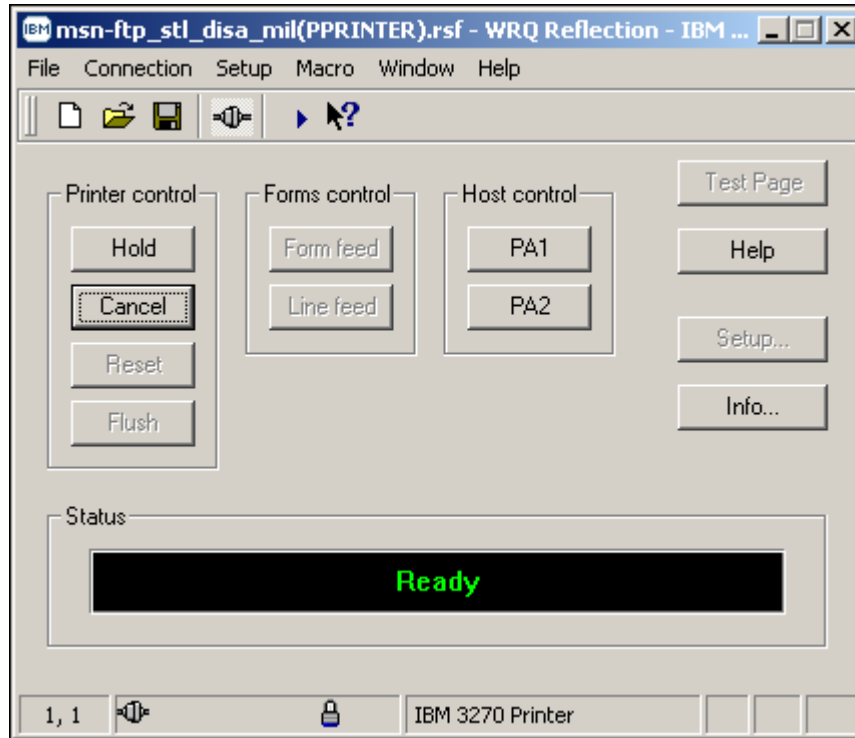 IBM msn-ftp_stl_disa_mil(PPRINTER).rsf - WRQ Reflection - IBM ...
File Connection Setup Macro Window Help
Printer control
Forms control
Host control
Test Page
Hold
Form feed
PA1
Help
Cancel
Line feed
PA2
Reset
Setup...
Flush
Info...
Status
Ready
1, 1
IBM 3270 Printer